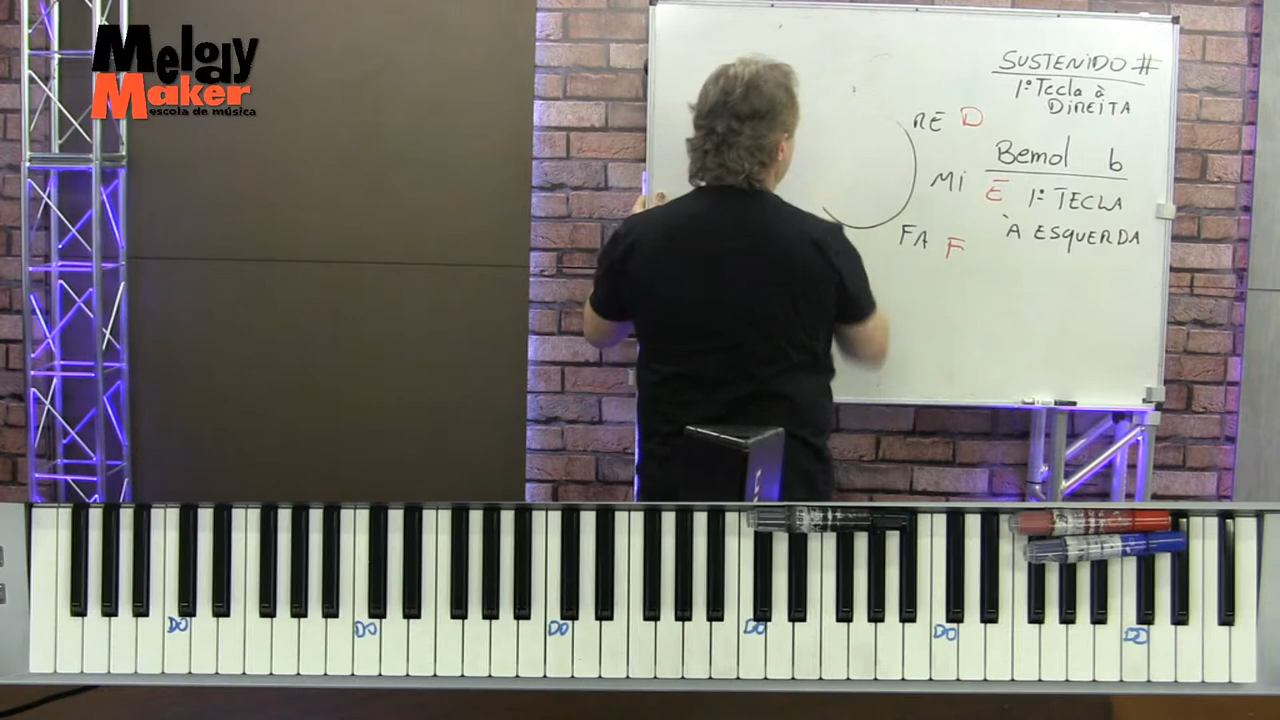 Melody
Maker
escola de música
SUSTENIDO #
1ª Tecla à
DIREITA
RE D
Bemol b
MI E
1ª TECLA
À ESQUERDA
FA F
DO
DO
DO
DO
DO
DO